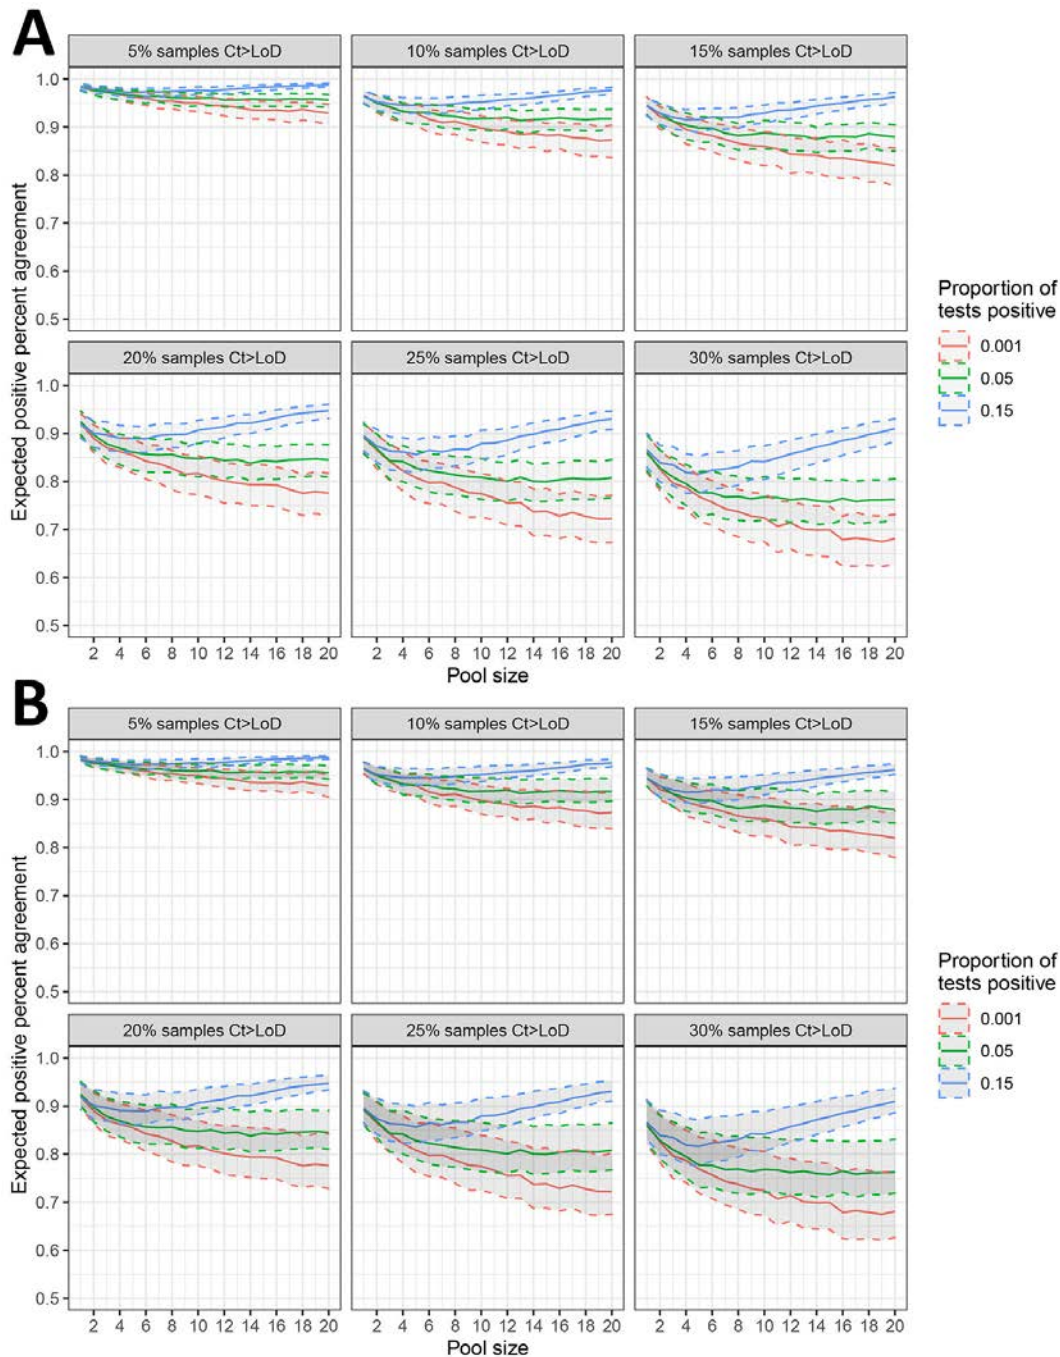 A
5% samples Ct>LoD
10% samples Ct>LoD
15% samples Ct>LoD
1.0
0.9
0.8
0.7
0.6
0.5
20% samples Ct>LoD
25% samples Ct>LoD
30% samples Ct>LoD
1.0
0.9
0.8
0.7
0.6
0.5
Expected positive percent agreement
2 4 6 8 10 12 14 16 18 20
2 4 6 8 10 12 14 16 18 20
2 4 6 8 10 12 14 16 18 20
Pool size
Proportion of
tests positive
0.001
0.05
0.15
B
5% samples Ct>LoD
10% samples Ct>LoD
15% samples Ct>LoD
1.0
0.9
0.8
0.7
0.6
0.5
20% samples Ct>LoD
25% samples Ct>LoD
30% samples Ct>LoD
1.0
0.9
0.8
0.7
0.6
0.5
Expected positive percent agreement
2 4 6 8 10 12 14 16 18 20
2 4 6 8 10 12 14 16 18 20
2 4 6 8 10 12 14 16 18 20
Pool size
Proportion of
tests positive
0.001
0.05
0.15